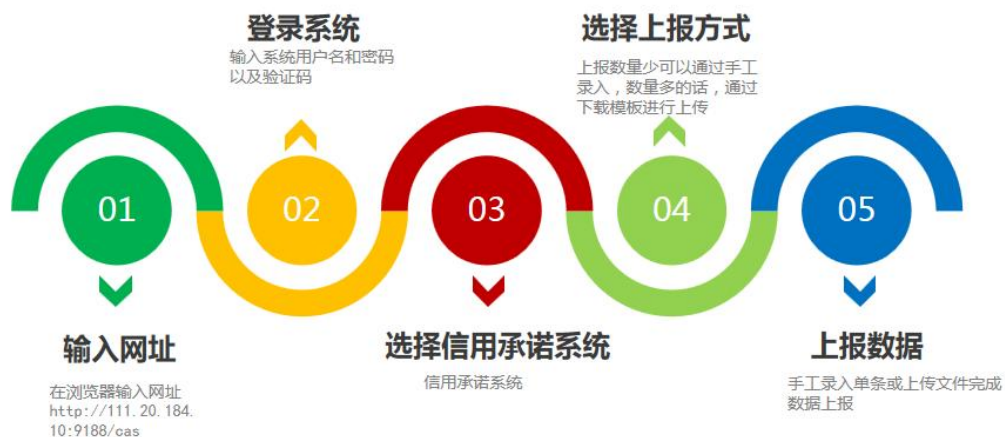 01
输入网址
在浏览器输入网址
http://111.20.184.
10:9188/cas
登录系统
输入系统用户名和密码
以及验证码
02
03
选择信用承诺系统
信用承诺系统
选择上报方式
上报数量少可以通过手工
录入，数量多的话，通过
下载模板进行上传
04
05
上报数据
手工录入单条或上传文件完成
数据上报